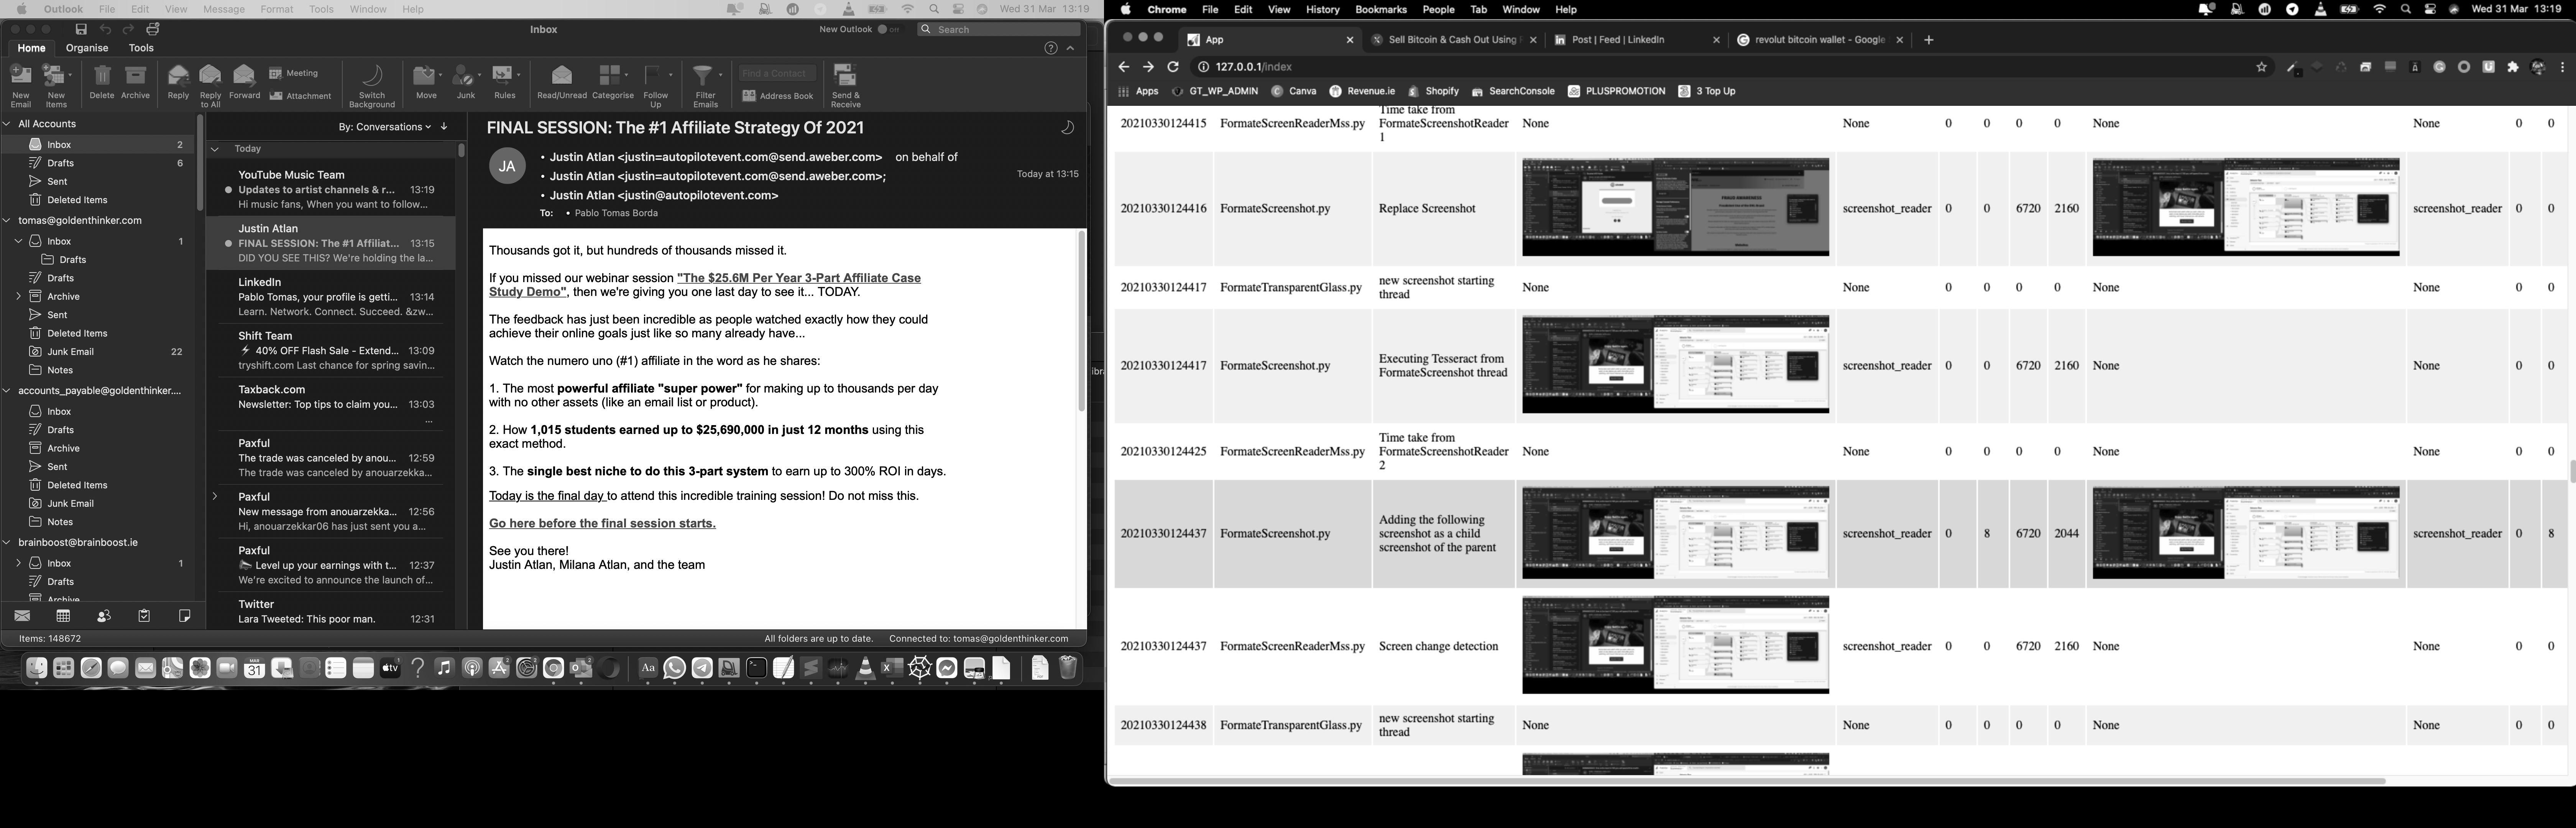 Outlook File Edit View Message Format Tools Window Help Wed 31 Mar 13:19
Inbox
New Outlook Off
Search
Home Organise Tools
New Email
New Items
Delete
Archive
Reply
Reply to All
Forward
Meeting
Attachment
Switch Background
Move
Junk
Rules
Read/Unread
Categorise
Follow Up
Filter Emails
Find a Contact
Address Book
Send & Receive
All Accounts
Inbox 2
Drafts 6
Sent
Deleted Items
tomas@goldenthinker.com
Inbox 1
Drafts
Drafts
Archive
Sent
Deleted Items
Junk Email 22
Notes
accounts_payable@goldenthinker....
Inbox
Drafts
Archive
Sent
Deleted Items
Junk Email
Notes
brainboost@brainboost.ie
Inbox 1
Drafts
Archive
Items: 148672
By: Conversations
Today
YouTube Music Team
Updates to artist channels & r... 13:19
Hi music fans, When you want to follow...
Justin Atlan
FINAL SESSION: The #1 Affiliat... 13:15
DID YOU SEE THIS? We're holding the la...
LinkedIn
Pablo Tomas, your profile is getti... 13:14
Learn. Network. Connect. Succeed. &zw...
Shift Team
⚡ 40% OFF Flash Sale - Extend... 13:09
tryshift.com Last chance for spring savin...
Taxback.com
Newsletter: Top tips to claim you... 13:03
...
Paxful
The trade was canceled by anou... 12:59
The trade was canceled by anouarzekka...
Paxful
New message from anouarzekka... 12:56
Hi, anouarzekkar06 has just sent you a...
Paxful
Level up your earnings with t... 12:37
We're excited to announce the launch of...
Twitter
Lara Tweeted: This poor man. 12:31
FINAL SESSION: The #1 Affiliate Strategy Of 2021
JA
• Justin Atlan <justin=autopilotevent.com@send.aweber.com> on behalf of
• Justin Atlan <justin=autopilotevent.com@send.aweber.com>;
• Justin Atlan <justin@autopilotevent.com>
To: • Pablo Tomas Borda
Today at 13:15
Thousands got it, but hundreds of thousands missed it.
If you missed our webinar session "The $25.6M Per Year 3-Part Affiliate Case
Study Demo", then we're giving you one last day to see it... TODAY.
The feedback has just been incredible as people watched exactly how they could
achieve their online goals just like so many already have...
Watch the numero uno (#1) affiliate in the word as he shares:
1. The most powerful affiliate "super power" for making up to thousands per day
with no other assets (like an email list or product).
2. How 1,015 students earned up to $25,690,000 in just 12 months using this
exact method.
3. The single best niche to do this 3-part system to earn up to 300% ROI in days.
Today is the final day to attend this incredible training session! Do not miss this.
Go here before the final session starts.
See you there!
Justin Atlan, Milana Atlan, and the team
All folders are up to date. Connected to: tomas@goldenthinker.com
Chrome File Edit View History Bookmarks People Tab Window Help Wed 31 Mar 13:19
App
Sell Bitcoin & Cash Out Using
Post | Feed | LinkedIn
revolut bitcoin wallet - Google
127.0.0.1/index
Apps GT_WP_ADMIN Canva Revenue.ie Shopify SearchConsole PLUSPROMOTION 3 Top Up
20210330124415 FormateScreenReaderMss.py Time take from FormateScreenshotReader 1 None None 0 0 0 0 None None 0 0
20210330124416 FormateScreenshot.py Replace Screenshot screenshot_reader 0 0 6720 2160 screenshot_reader 0 0
20210330124417 FormateTransparentGlass.py new screenshot starting thread None None 0 0 0 0 None None 0 0
20210330124417 FormateScreenshot.py Executing Tesseract from FormateScreenshot thread screenshot_reader 0 0 6720 2160 None None 0 0
20210330124425 FormateScreenReaderMss.py Time take from FormateScreenshotReader 2 None None 0 0 0 0 None None 0 0
20210330124437 FormateScreenshot.py Adding the following screenshot as a child screenshot of the parent screenshot_reader 0 8 6720 2044 screenshot_reader 0 8
20210330124437 FormateScreenReaderMss.py Screen change detection screenshot_reader 0 0 6720 2160 None None 0 0
20210330124438 FormateTransparentGlass.py new screenshot starting thread None None 0 0 0 0 None None 0 0